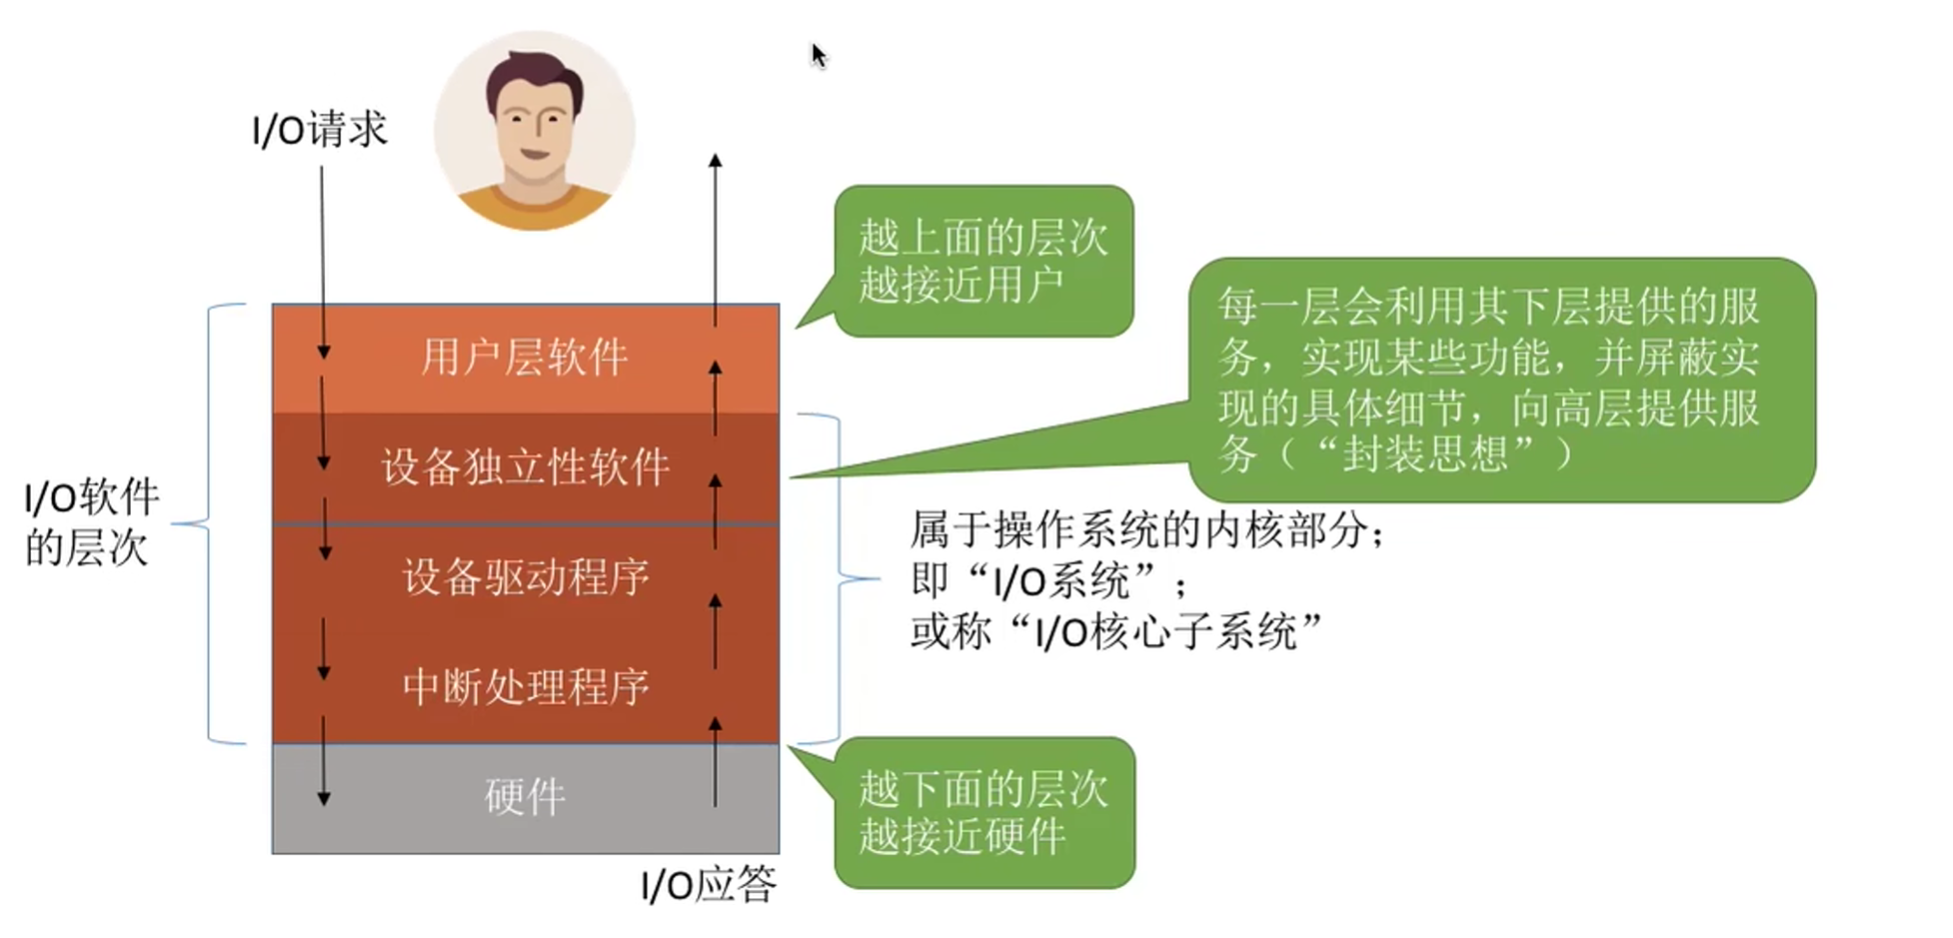 I/O请求
越上面的层次
越接近用户
每一层会利用其下层提供的服
务，实现某些功能，并屏蔽实
现的具体细节，向高层提供服
务（“封装思想”）
用户层软件
设备独立性软件
I/O软件
的层次
属于操作系统的内核部分；
即“I/O系统”；
或称“I/O核心子系统”
设备驱动程序
中断处理程序
硬件
越下面的层次
越接近硬件
I/O应答